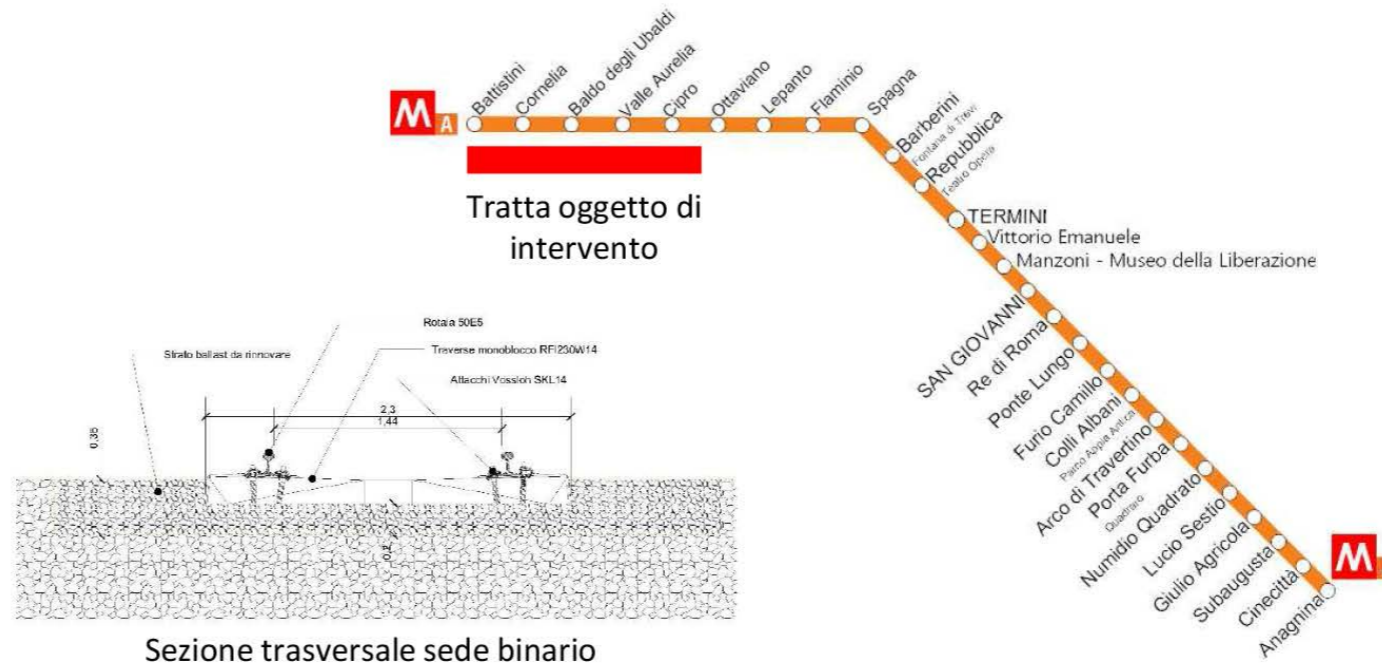 M
A
Battistini
Cornelia
Baldo degli Ubaldi
Valle Aurelia
Cipro
Ottaviano
Lepanto
Flaminio
Spagna
Barberini
Fontana di Trevi
Repubblica
Teatro Opera
TERMINI
Vittorio Emanuele
Manzoni - Museo della Liberazione
SAN GIOVANNI
Re di Roma
Ponte Lungo
Furio Camillo
Colli Albani
Parco Appia Antica
Arco di Travertino
Porta Furba
Quadraro
Numidio Quadrato
Lucio Sestio
Giulio Agricola
Subaugusta
Cinecittà
Anagnina
M
Tratta oggetto di
intervento
Rotaia 50E5
Strato ballast da rinnovare
Traverse monoblocco RFI230W14
Attacchi Vossloh SKL14
2,3
1,44
0,35
0,2
Sezione trasversale sede binario